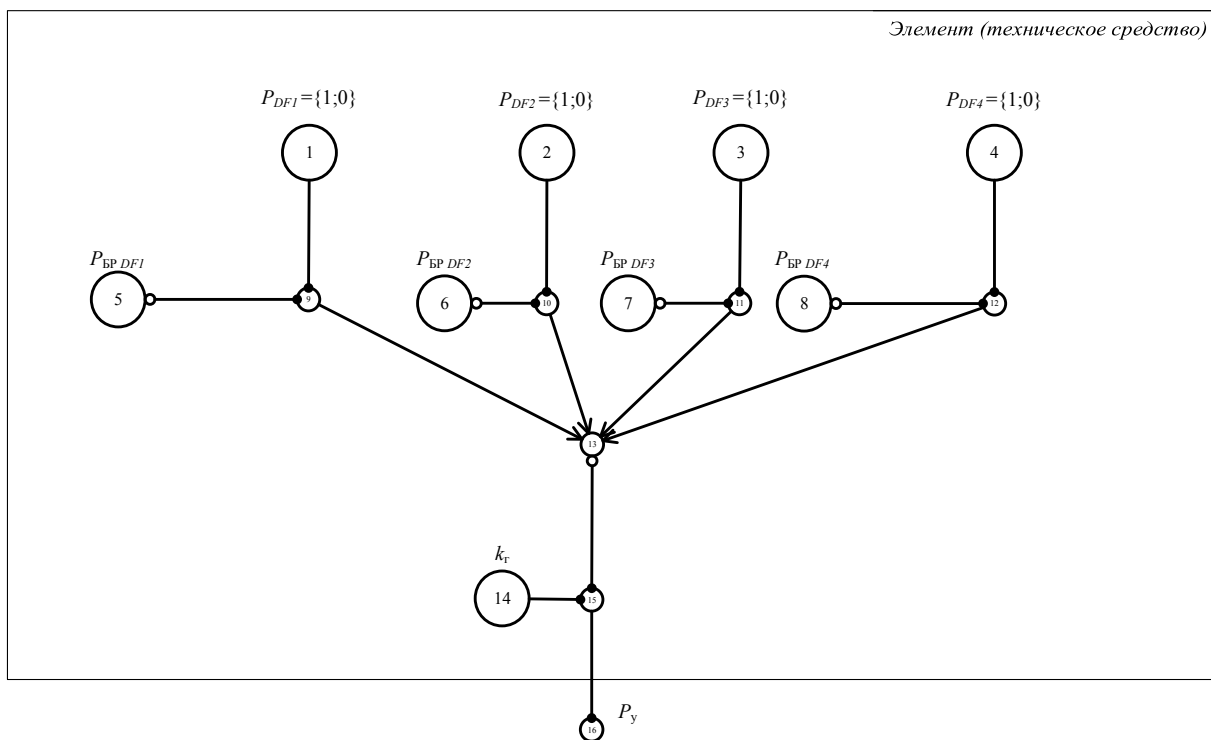 Элемент (техническое средство)
P_DF1={1;0}
P_DF2={1;0}
P_DF3={1;0}
P_DF4={1;0}
1
2
3
4
P_БР DF1
P_БР DF2
P_БР DF3
P_БР DF4
5
9
6
10
7
11
8
12
13
k_г
14
15
P_у
16